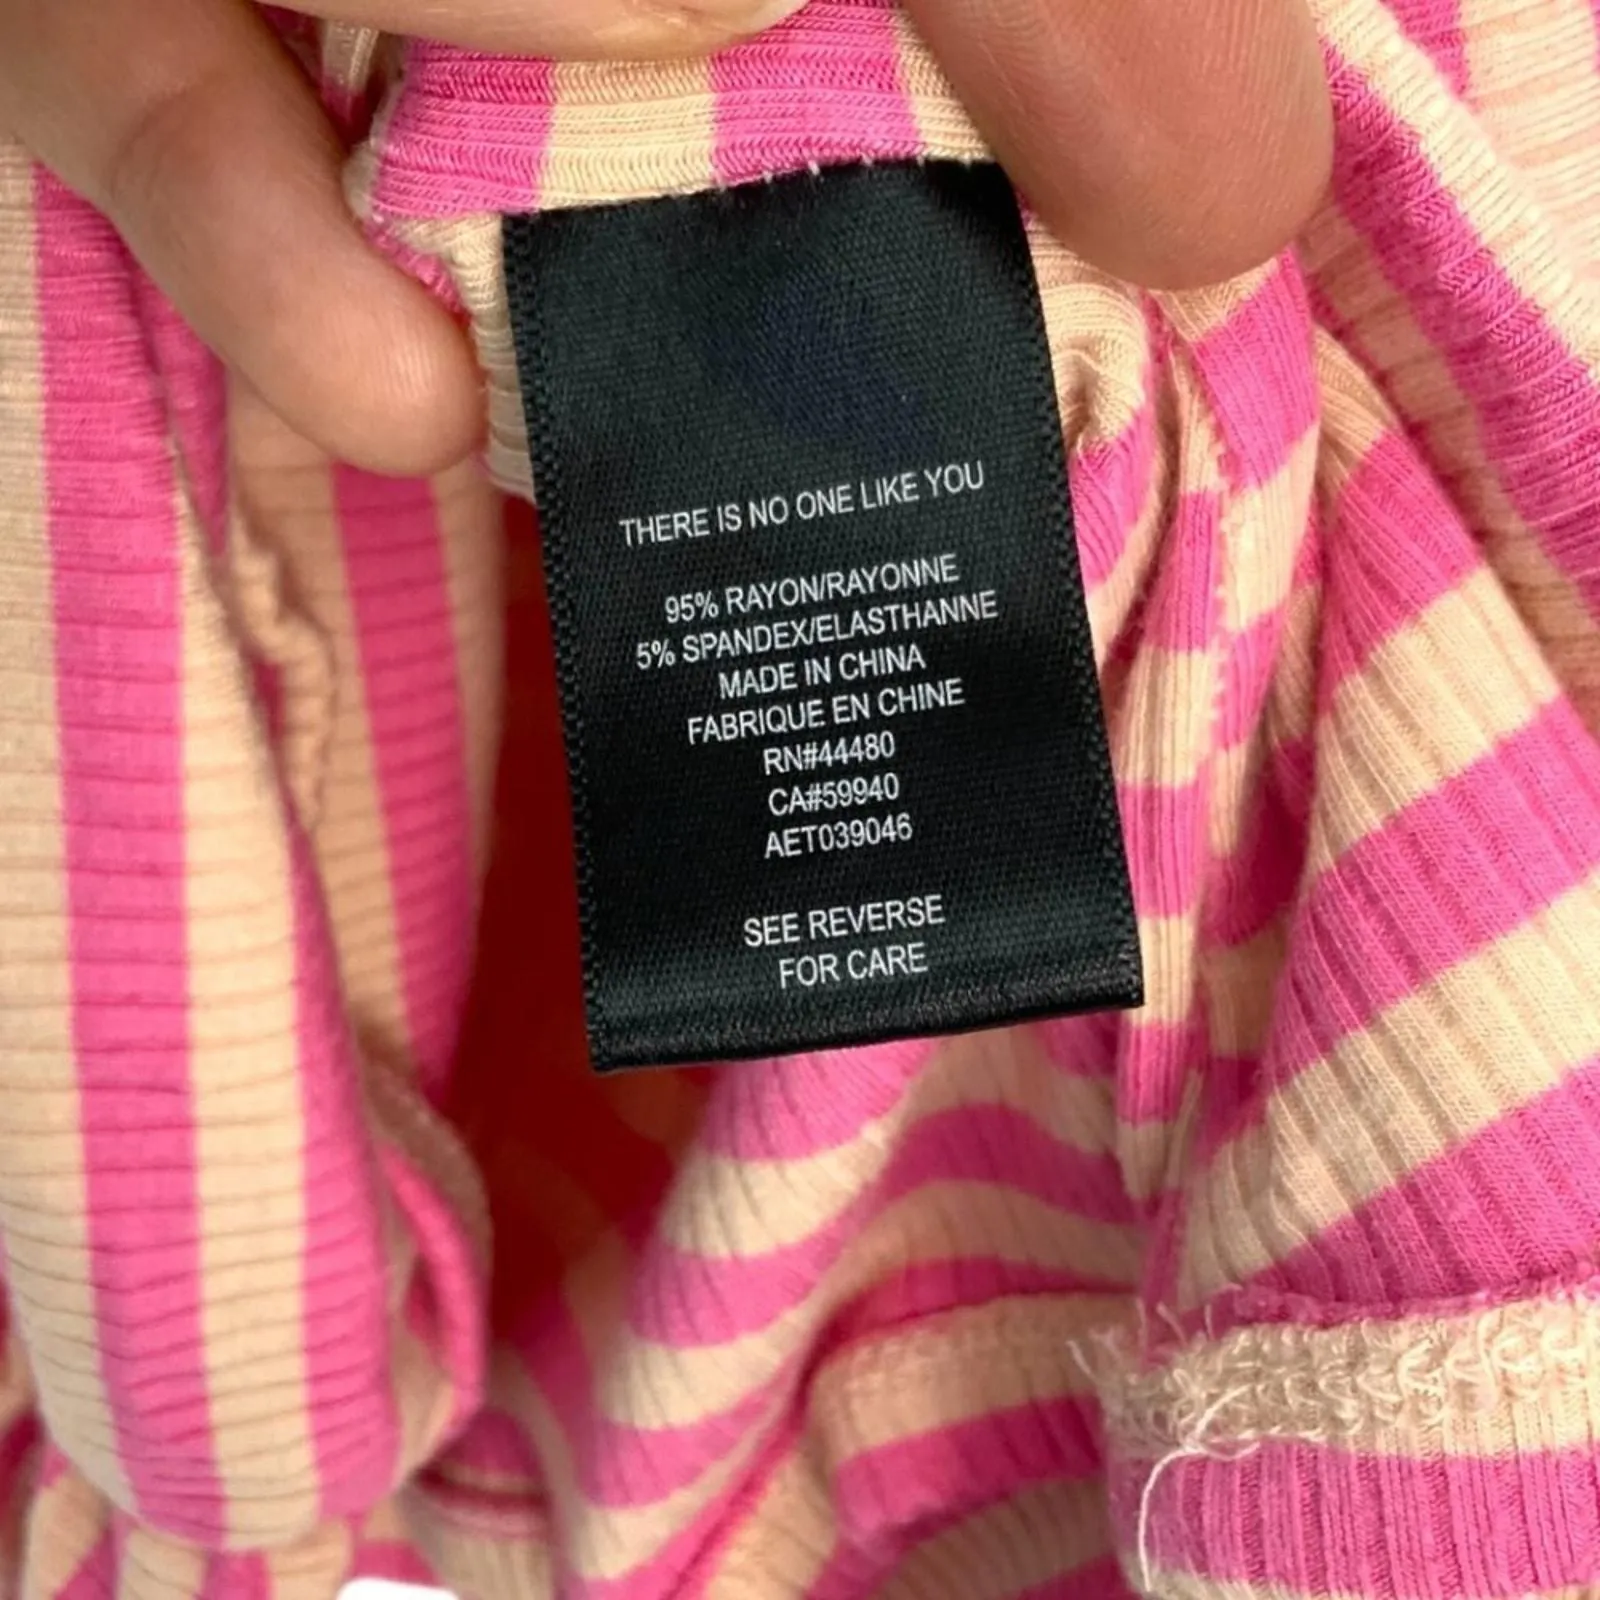 THERE IS NO ONE LIKE YOU
95% RAYON/RAYONNE
5% SPANDEX/ELASTHANNE
MADE IN CHINA
FABRIQUE EN CHINE
RN#44480
CA#59940
AET039046
SEE REVERSE
FOR CARE